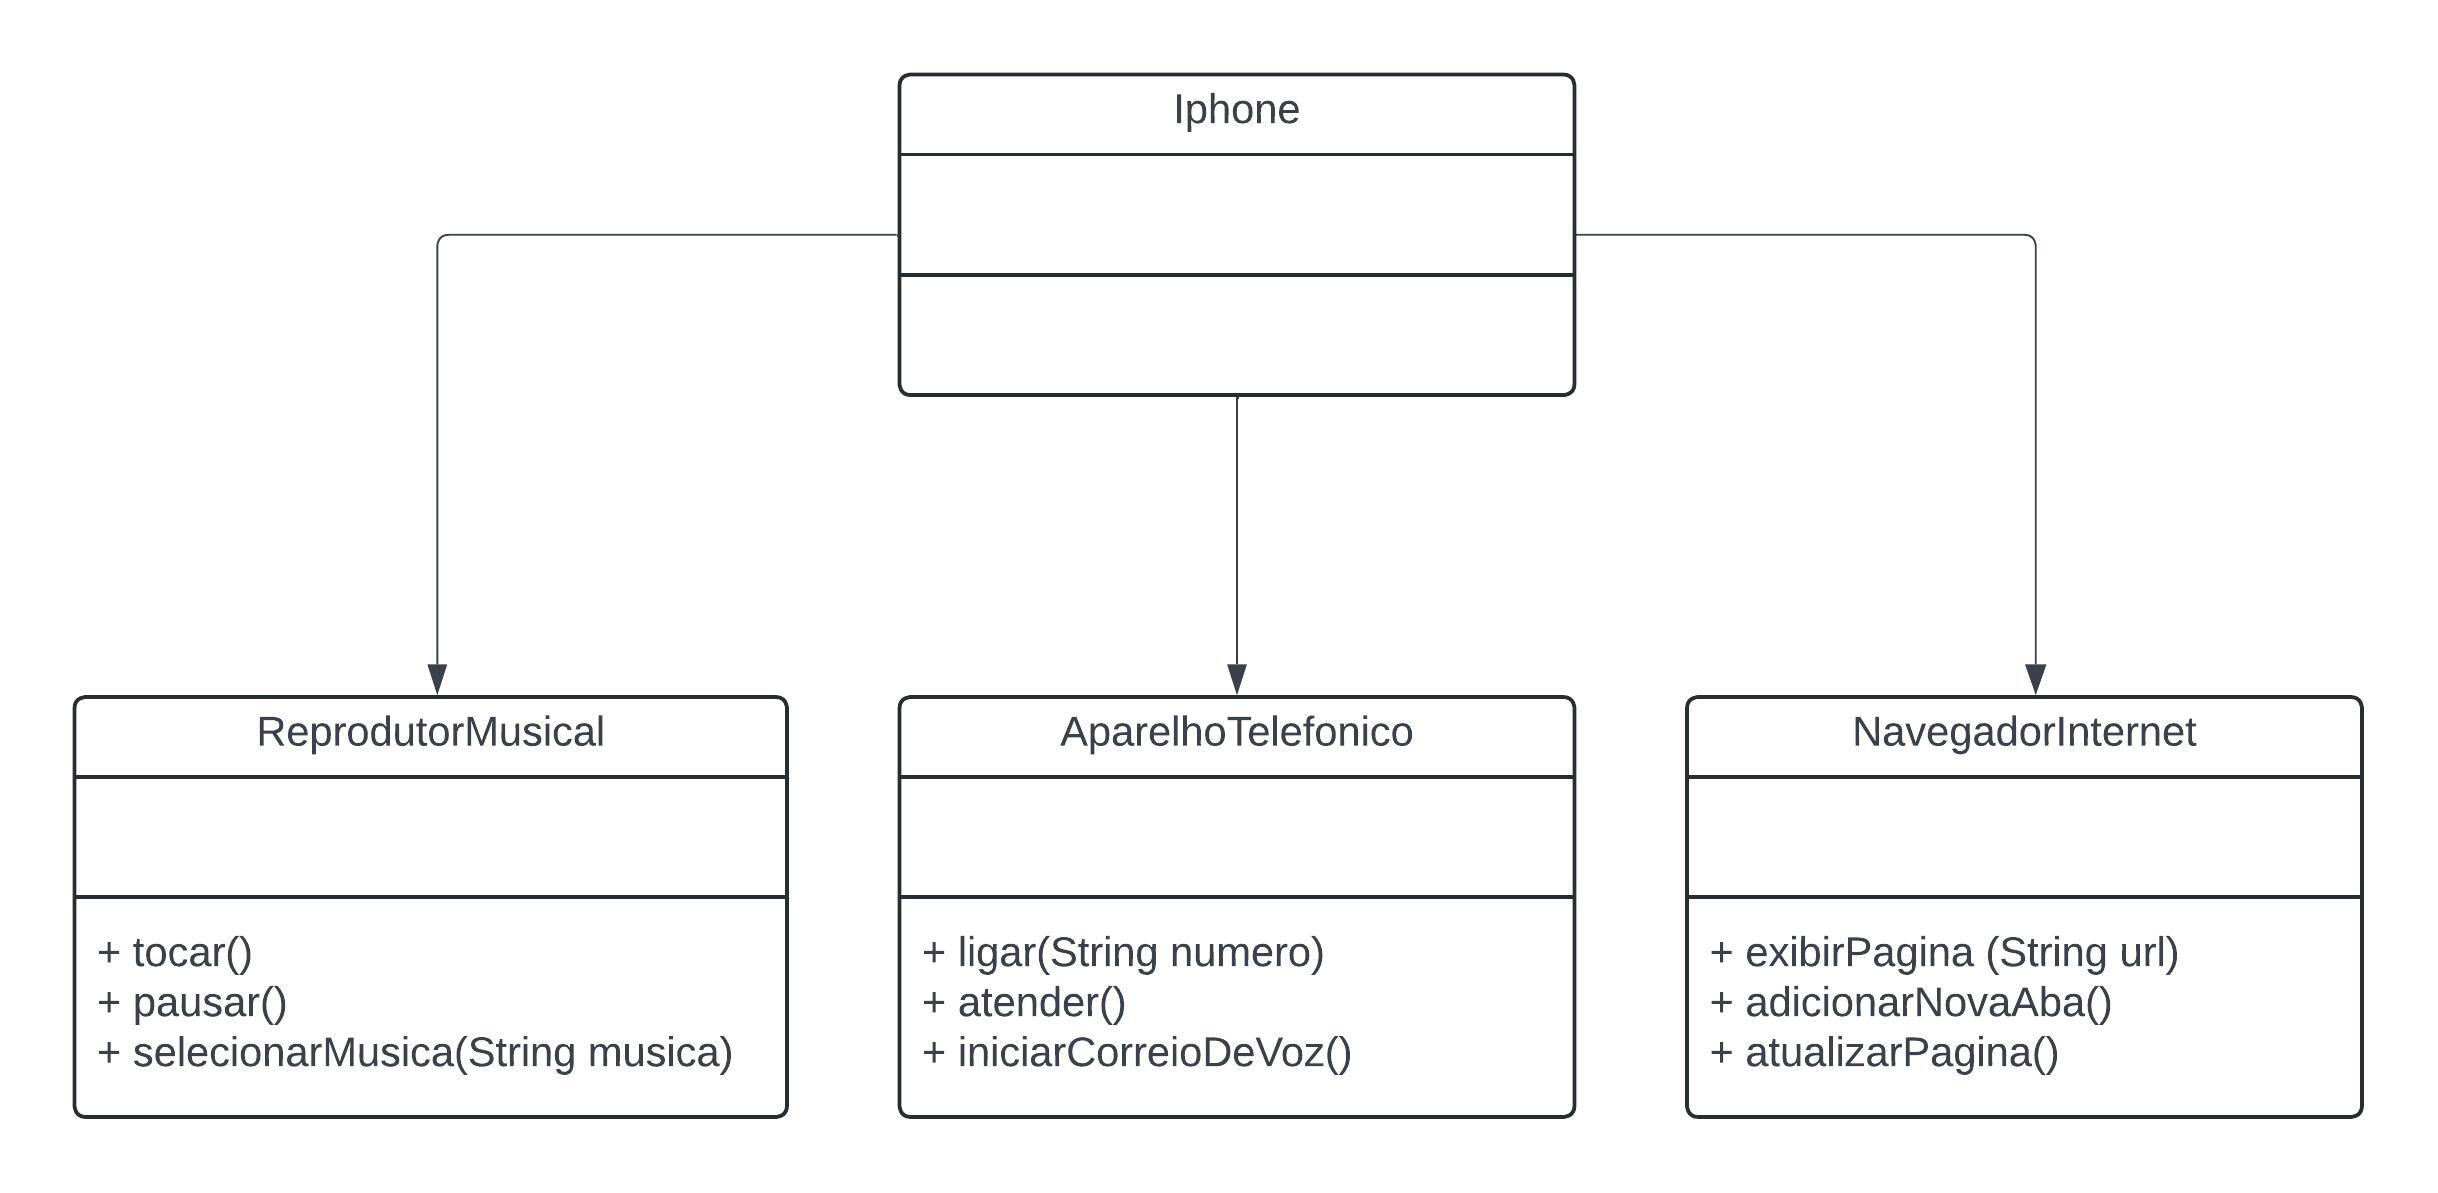 Iphone
ReprodutorMusical
+ tocar()
+ pausar()
+ selecionarMusica(String musica)
AparelhoTelefonico
+ ligar(String numero)
+ atender()
+ iniciarCorreioDeVoz()
NavegadorInternet
+ exibirPagina (String url)
+ adicionarNovaAba()
+ atualizarPagina()